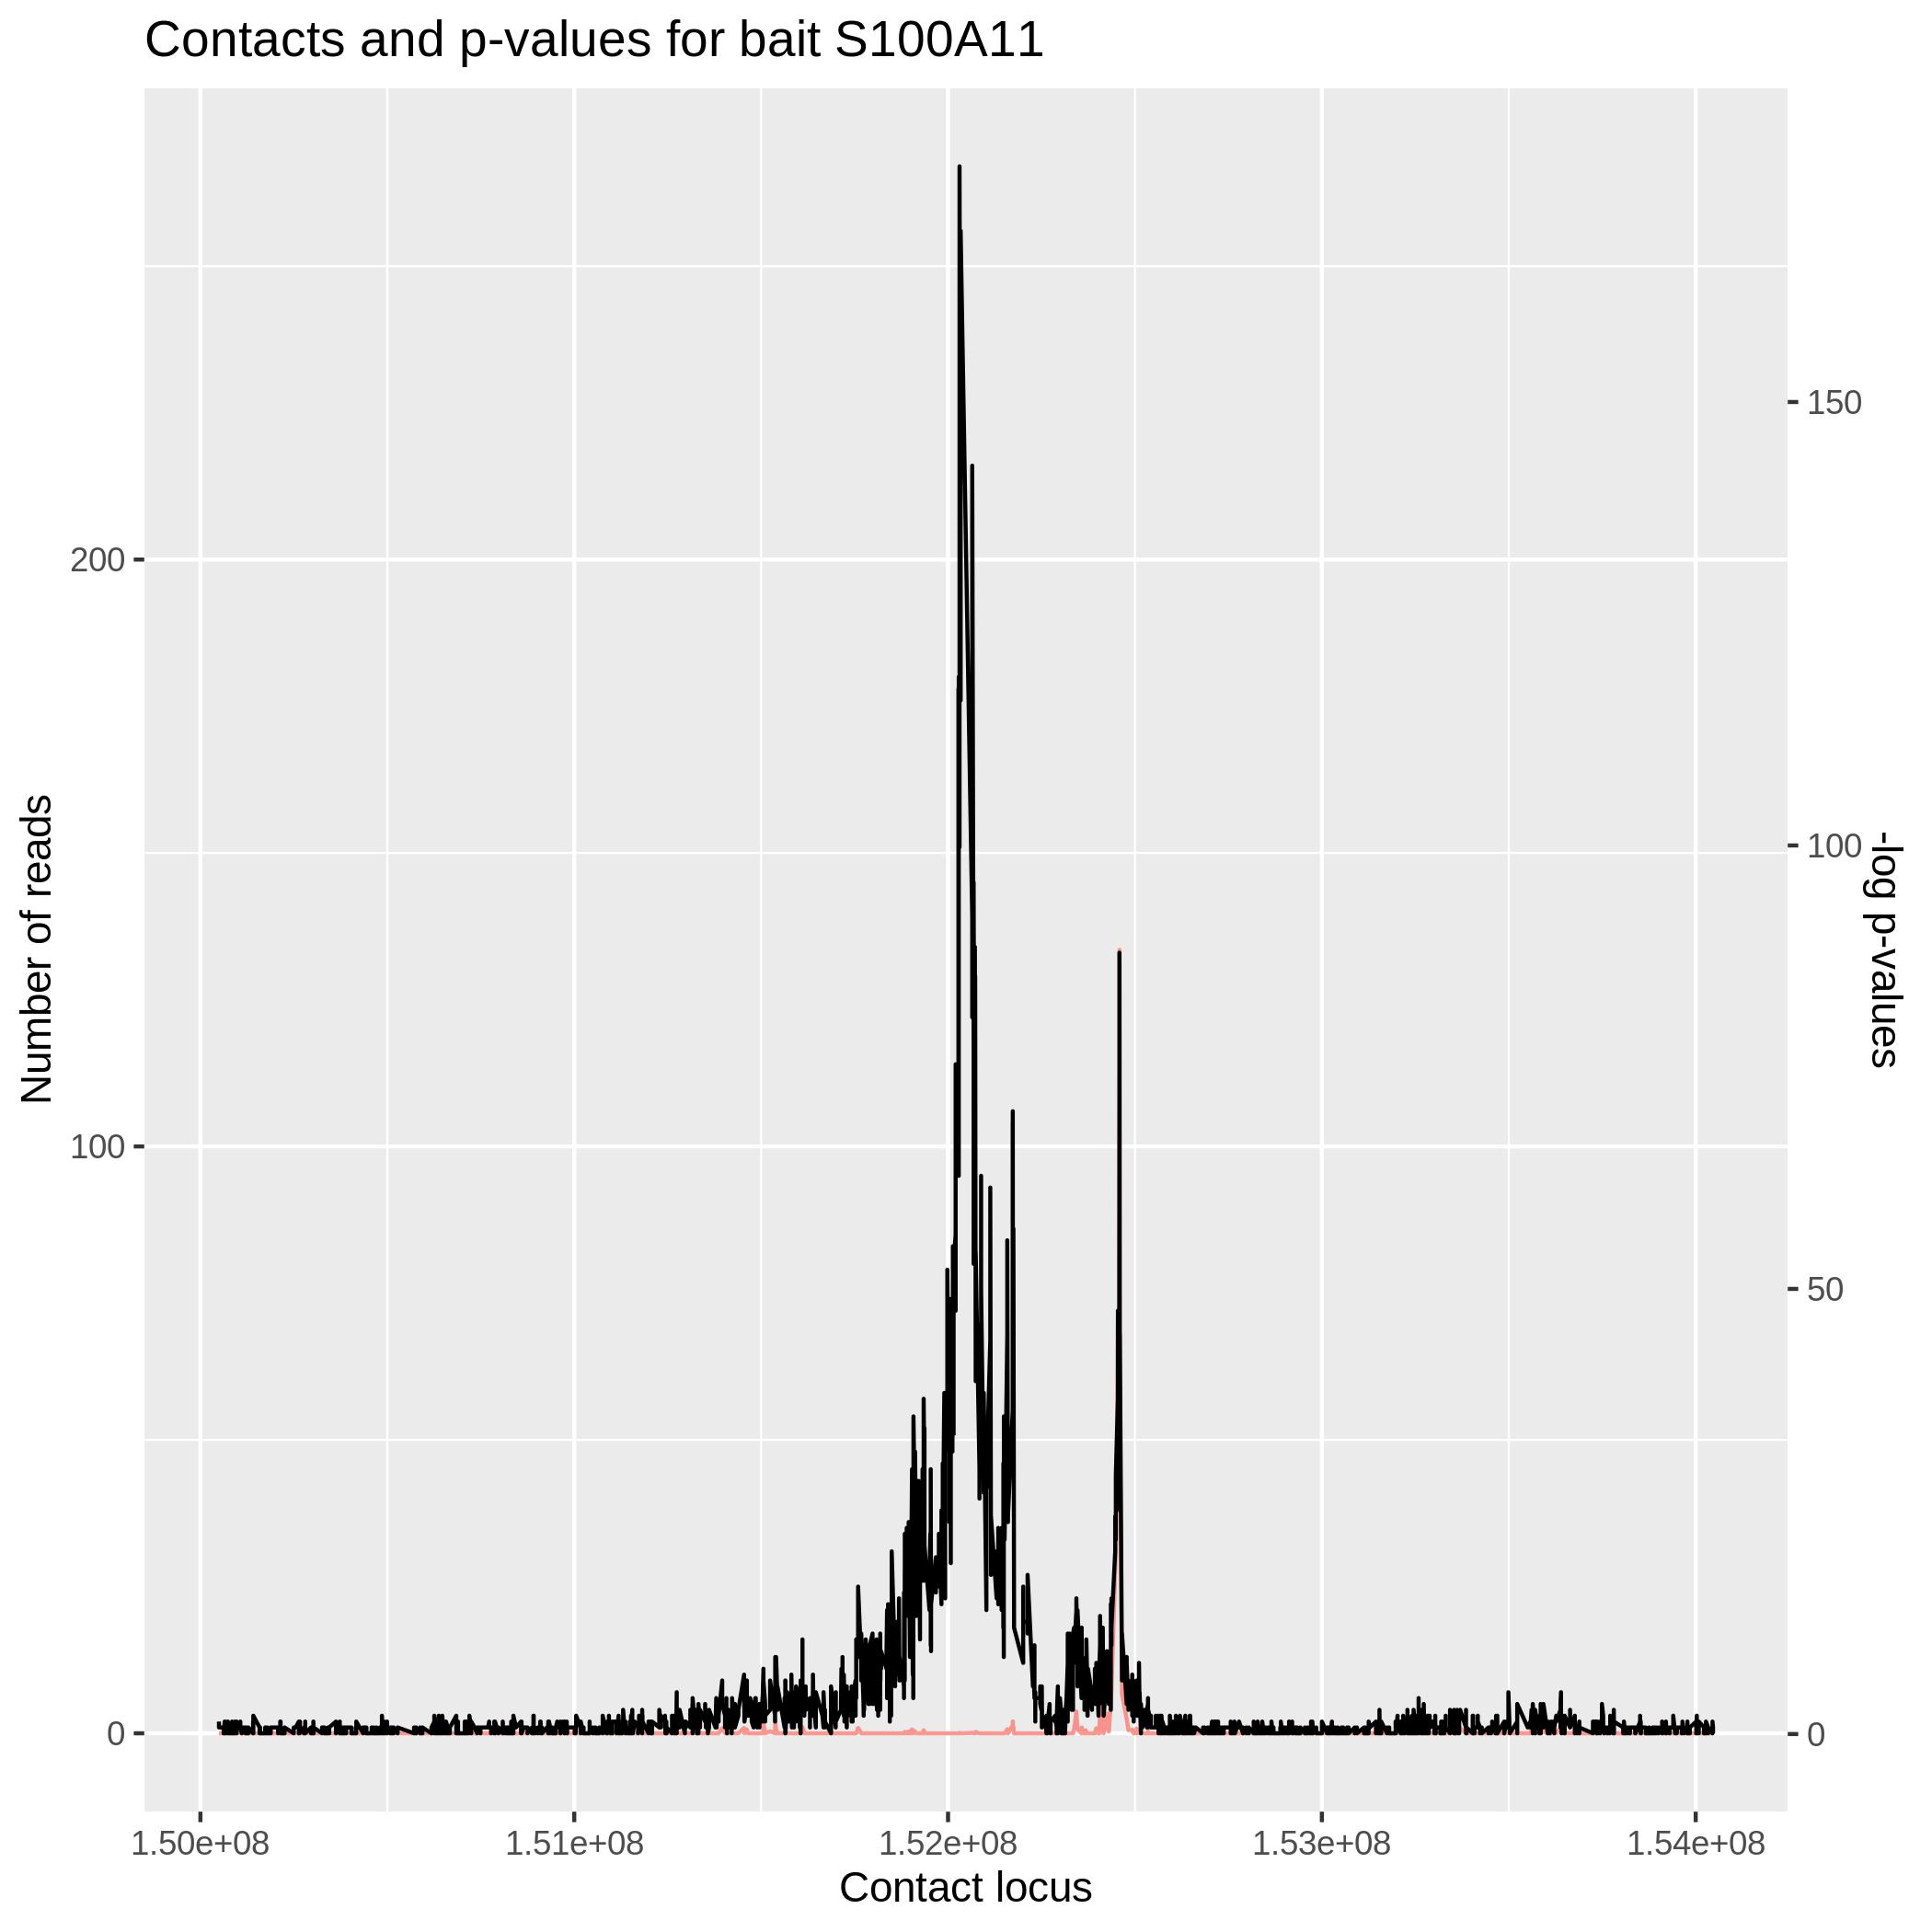 Contacts and p-values for bait S100A11
Number of reads
200
100
0
150
100
50
0
-log p-values
1.50e+08 1.51e+08 1.52e+08 1.53e+08 1.54e+08
Contact locus